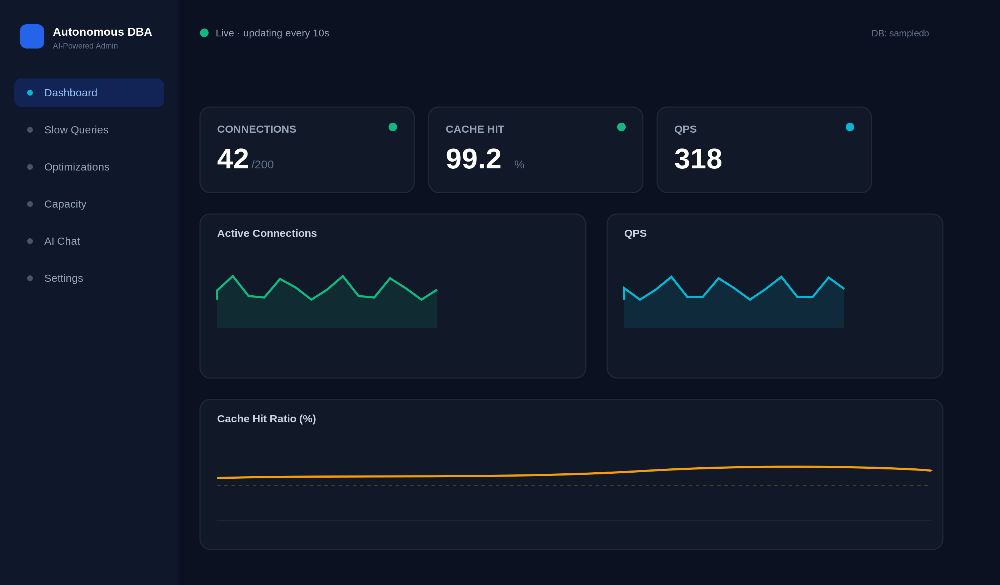 Autonomous DBA
AI-Powered Admin
Dashboard
Slow Queries
Optimizations
Capacity
AI Chat
Settings
Live · updating every 10s
DB: sampledb
CONNECTIONS
42 /200
CACHE HIT
99.2 %
QPS
318
Active Connections
QPS
Cache Hit Ratio (%)